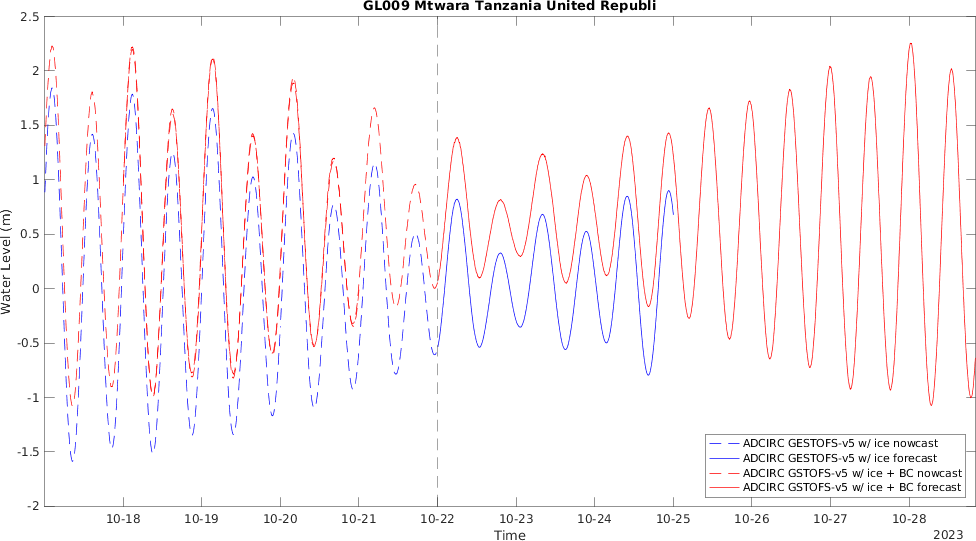 GL009 Mtwara Tanzania United Republi
2.5
2
1.5
1
0.5
0
-0.5
-1
-1.5
-2
Water Level (m)
10-18 10-19 10-20 10-21 10-22 10-23 10-24 10-25 10-26 10-27 10-28
Time
2023
ADCIRC GESTOFS-v5 w/ ice nowcast
ADCIRC GESTOFS-v5 w/ ice forecast
ADCIRC GSTOFS-v5 w/ ice + BC nowcast
ADCIRC GSTOFS-v5 w/ ice + BC forecast